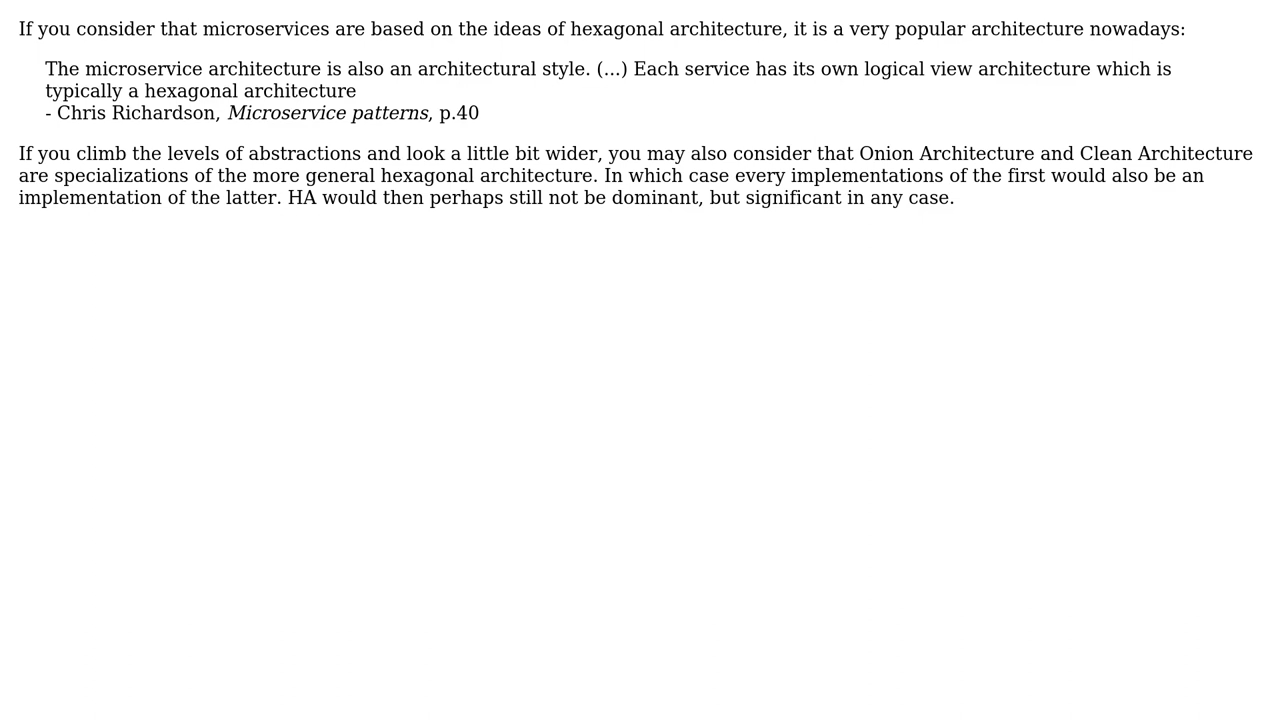 If you consider that microservices are based on the ideas of hexagonal architecture, it is a very popular architecture nowadays:
The microservice architecture is also an architectural style. (...) Each service has its own logical view architecture which is
typically a hexagonal architecture
- Chris Richardson, Microservice patterns, p.40
If you climb the levels of abstractions and look a little bit wider, you may also consider that Onion Architecture and Clean Architecture
are specializations of the more general hexagonal architecture. In which case every implementations of the first would also be an
implementation of the latter. HA would then perhaps still not be dominant, but significant in any case.